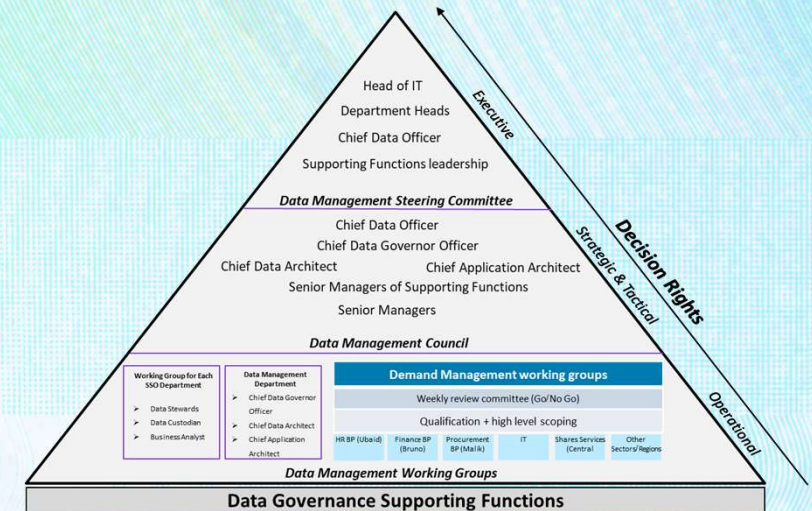 Head of IT
Department Heads
Chief Data Officer
Supporting Functions leadership
Data Management Steering Committee
Chief Data Officer
Chief Data Governor Officer
Chief Data Architect
Chief Application Architect
Senior Managers of Supporting Functions
Senior Managers
Data Management Council
Working Group for Each
SSO Department
Data Stewards
Data Custodian
Business Analyst
Data Management
Department
Chief Data Governor
Officer
Chief Data Architect
Chief Application
Architect
Demand Management working groups
Weekly review committee (Go/No Go)
Qualification + high level scoping
HR BP (Ubaid)
Finance BP
(Bruno)
Procurement
BP (Malik)
IT
Shares Services
(Central
Other
Sectors/Regions
Data Management Working Groups
Data Governance Supporting Functions
Executive
Strategic & Tactical
Operational
Decision Rights